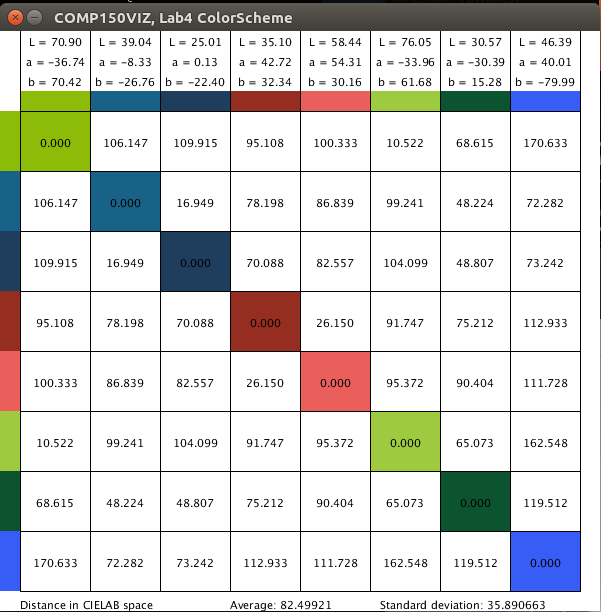 COMP150VIZ, Lab4 ColorScheme
L = 70.90 L = 39.04 L = 25.01 L = 35.10 L = 58.44 L = 76.05 L = 30.57 L = 46.39
a = -36.74 a = -8.33 a = 0.13 a = 42.72 a = 54.31 a = -33.96 a = -30.39 a = 40.01
b = 70.42 b = -26.76 b = -22.40 b = 32.34 b = 30.16 b = 61.68 b = 15.28 b = -79.99
0.000 106.147 109.915 95.108 100.333 10.522 68.615 170.633
106.147 0.000 16.949 78.198 86.839 99.241 48.224 72.282
109.915 16.949 0.000 70.088 82.557 104.099 48.807 73.242
95.108 78.198 70.088 0.000 26.150 91.747 75.212 112.933
100.333 86.839 82.557 26.150 0.000 95.372 90.404 111.728
10.522 99.241 104.099 91.747 95.372 0.000 65.073 162.548
68.615 48.224 48.807 75.212 90.404 65.073 0.000 119.512
170.633 72.282 73.242 112.933 111.728 162.548 119.512 0.000
Distance in CIELAB space Average: 82.49921 Standard deviation: 35.890663